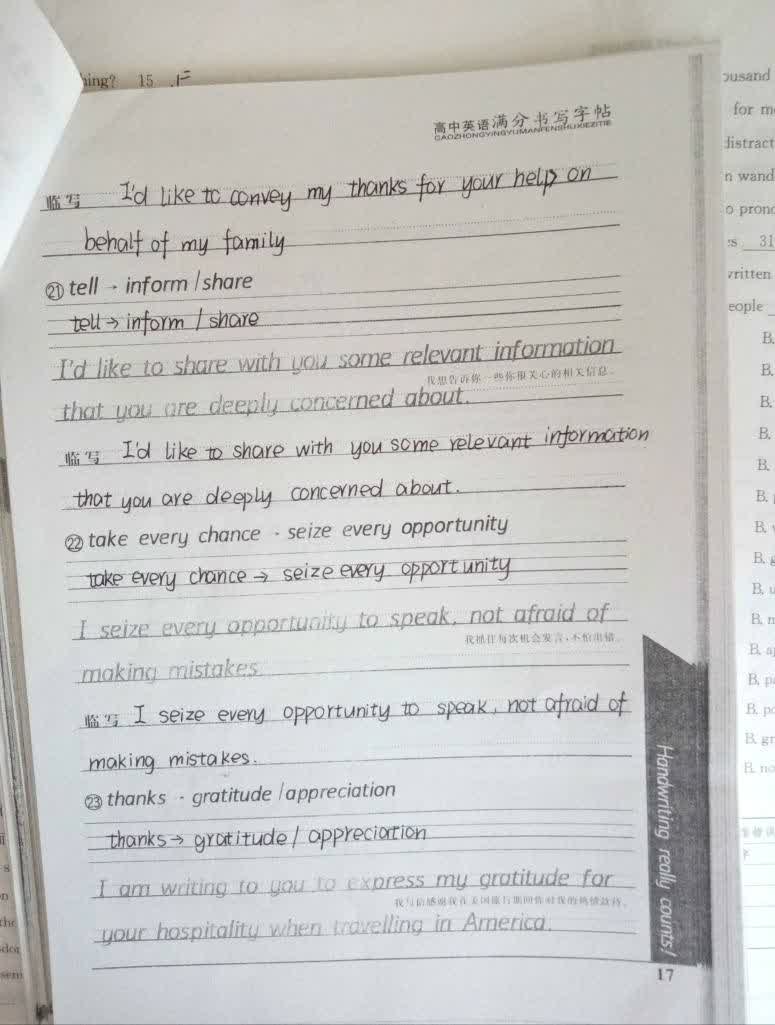 hing? 15
高中英语满分书写字帖
GAOZHONGYINGYUMANFENSHUXIEZITIE
临写 I'd like to convey my thanks for your help on
behalf of my family
㉑ tell → inform / share
tell → inform / share
I'd like to share with you some relevant information
我想告诉你一些你很关心的相关信息。
that you are deeply concerned about.
临写 I'd like to share with you some relevant information
that you are deeply concerned about.
㉒ take every chance → seize every opportunity
take every chance → seize every opportunity
I seize every opportunity to speak, not afraid of
我抓住每次机会发言,不怕出错。
making mistakes.
临写 I seize every opportunity to speak, not afraid of
making mistakes.
㉓ thanks → gratitude / appreciation
thanks → gratitude / appreciation
I am writing to you to express my gratitude for
我写信感谢我在美国旅行期间你对我的热情款待。
your hospitality when travelling in America.
Handwriting really counts!
17
ousand
for m
distract
n wand
o prono
s 31
written
eople
B.
B.
B.
B.
B.
B.
B.
B. g
B. u
B. n
B. a
B. p
B. po
B. gr
B. no